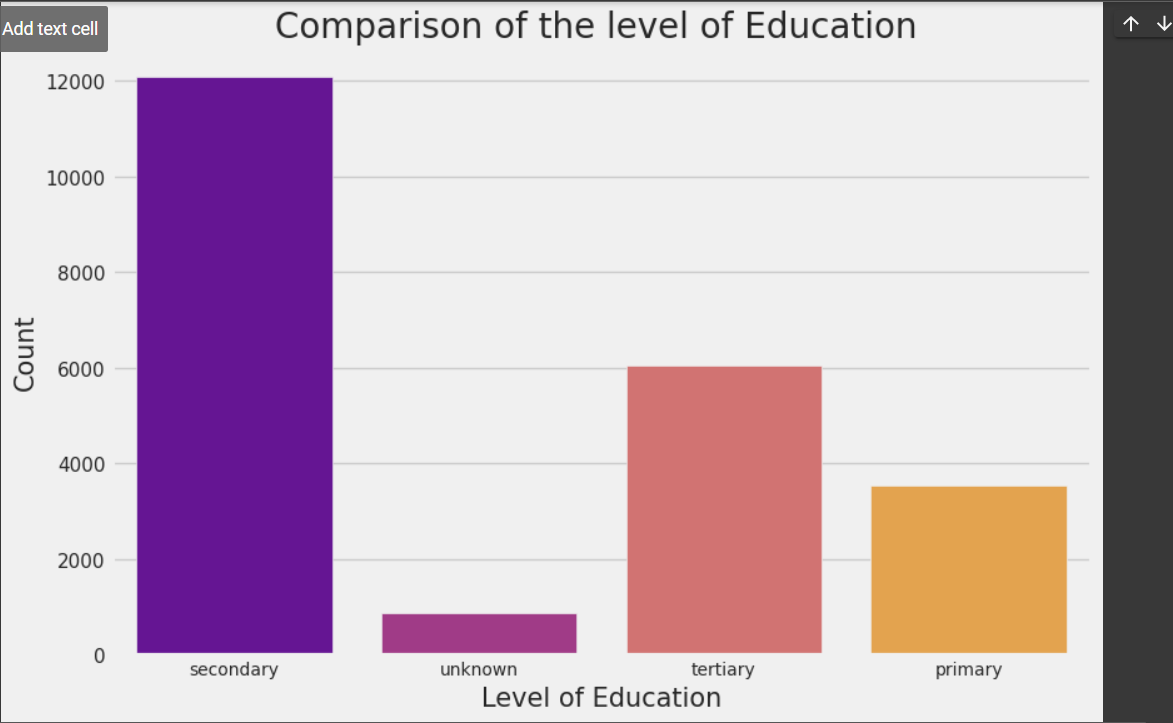 Add text cell
Comparison of the level of Education
12000
10000
8000
6000
4000
2000
0
Count
secondary unknown tertiary primary
Level of Education